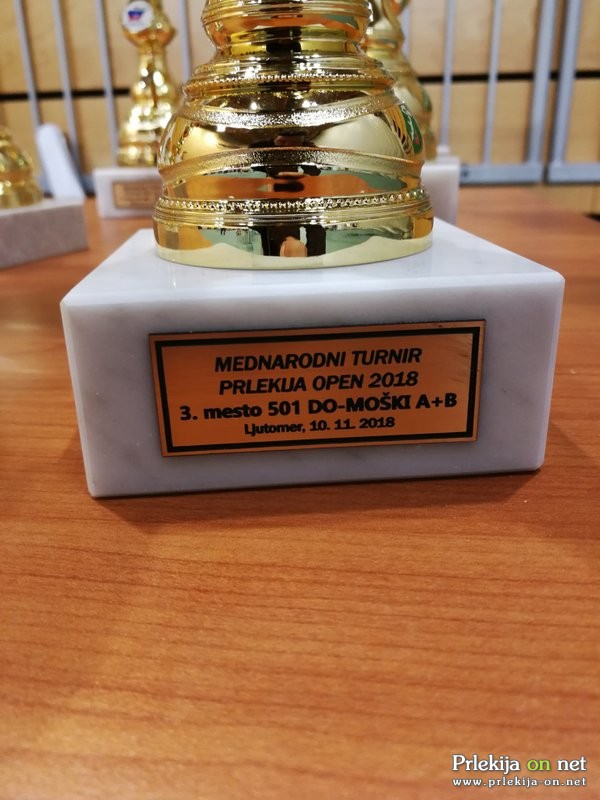 MEDNARODNI TURNIR
PRLEKIJA OPEN 2018
3. mesto 501 DO-MOŠKI A+B
Ljutomer, 10. 11. 2018
Prlekija on net
www.prlekija-on.net